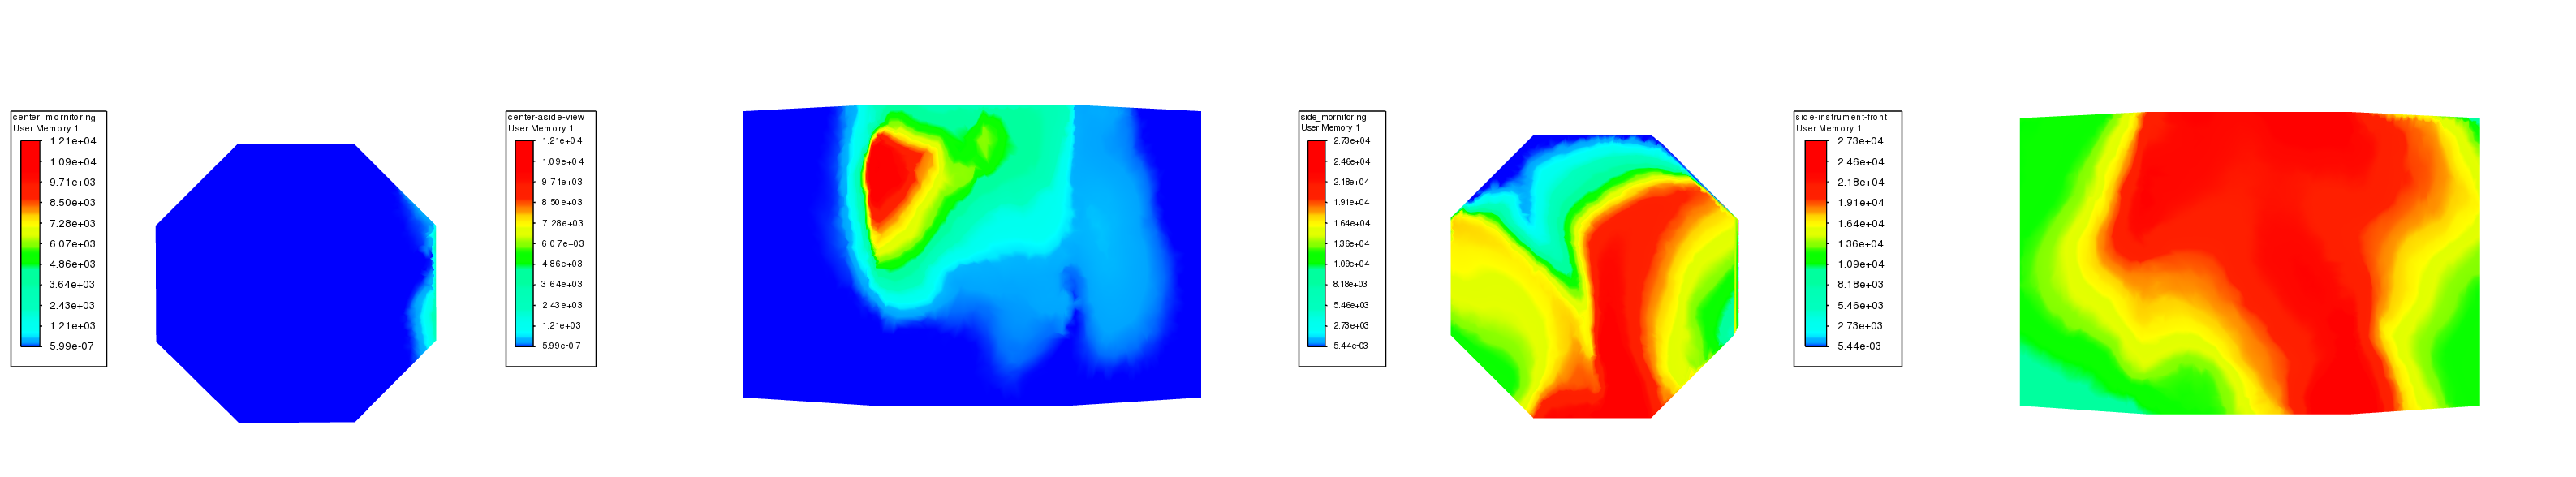 center_mornitoring
User Memory 1
1.21e+04
1.09e+04
9.71e+03
8.50e+03
7.28e+03
6.07e+03
4.86e+03
3.64e+03
2.43e+03
1.21e+03
5.99e-07
center-aside-view
User Memory 1
1.21e+04
1.09e+04
9.71e+03
8.50e+03
7.28e+03
6.07e+03
4.86e+03
3.64e+03
2.43e+03
1.21e+03
5.99e-07
side_mornitoring
User Memory 1
2.73e+04
2.46e+04
2.18e+04
1.91e+04
1.64e+04
1.36e+04
1.09e+04
8.18e+03
5.46e+03
2.73e+03
5.44e-03
side-instrument-front
User Memory 1
2.73e+04
2.46e+04
2.18e+04
1.91e+04
1.64e+04
1.36e+04
1.09e+04
8.18e+03
5.46e+03
2.73e+03
5.44e-03